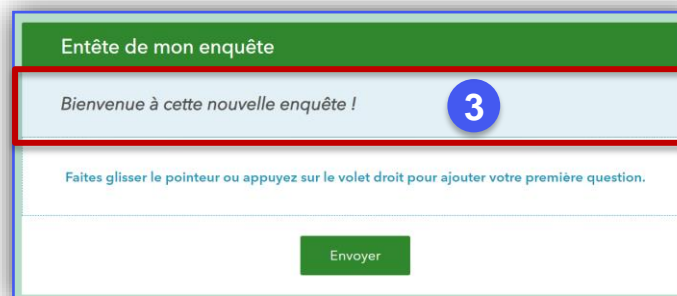 Entête de mon enquête
Bienvenue à cette nouvelle enquête !
3
Faites glisser le pointeur ou appuyez sur le volet droit pour ajouter votre première question.
Envoyer